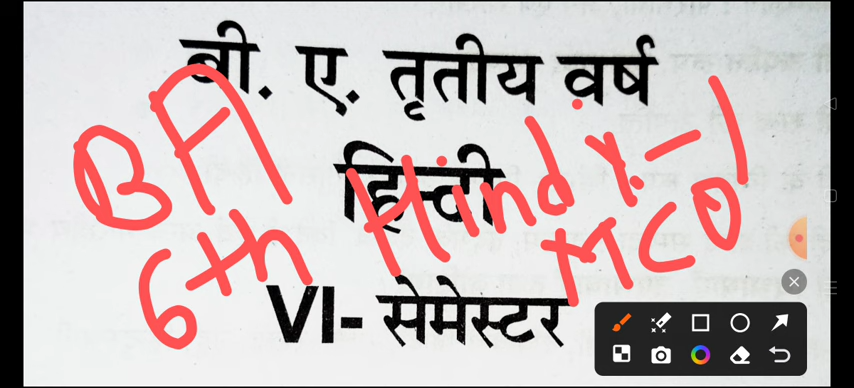 बी. ए. तृतीय वर्ष
हिन्दी
VI- सेमेस्टर
BA Hindi-
6th MCQ